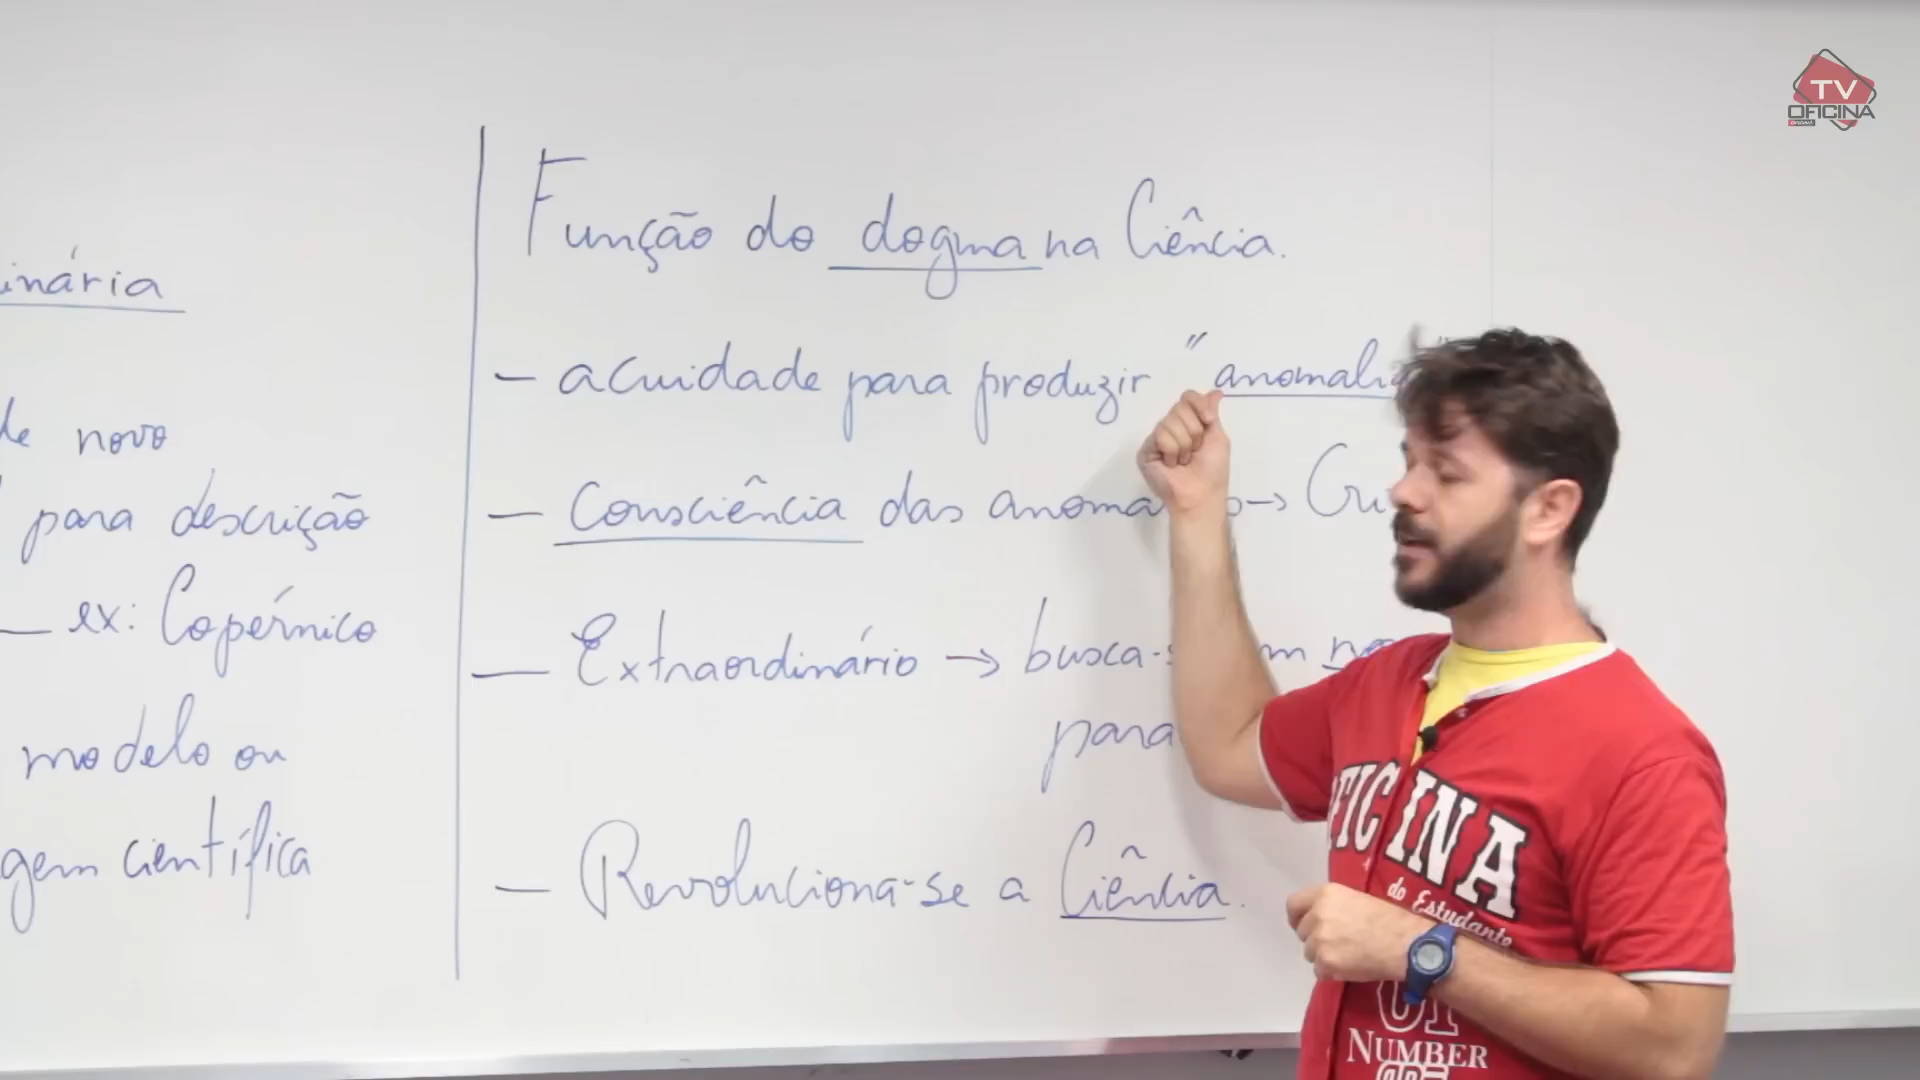 TV
OFICINA
inária
de novo
para descrição
ex: Copérnico
modelo ou
gem científica
Função do dogma na Ciência.
- acuidade para produzir "anomalia
- Consciência das anoma → Cri
- Extraordinário → busca-s
para
- Revoluciona-se a Ciência.
OFICINA
do Estudante
NUMBER